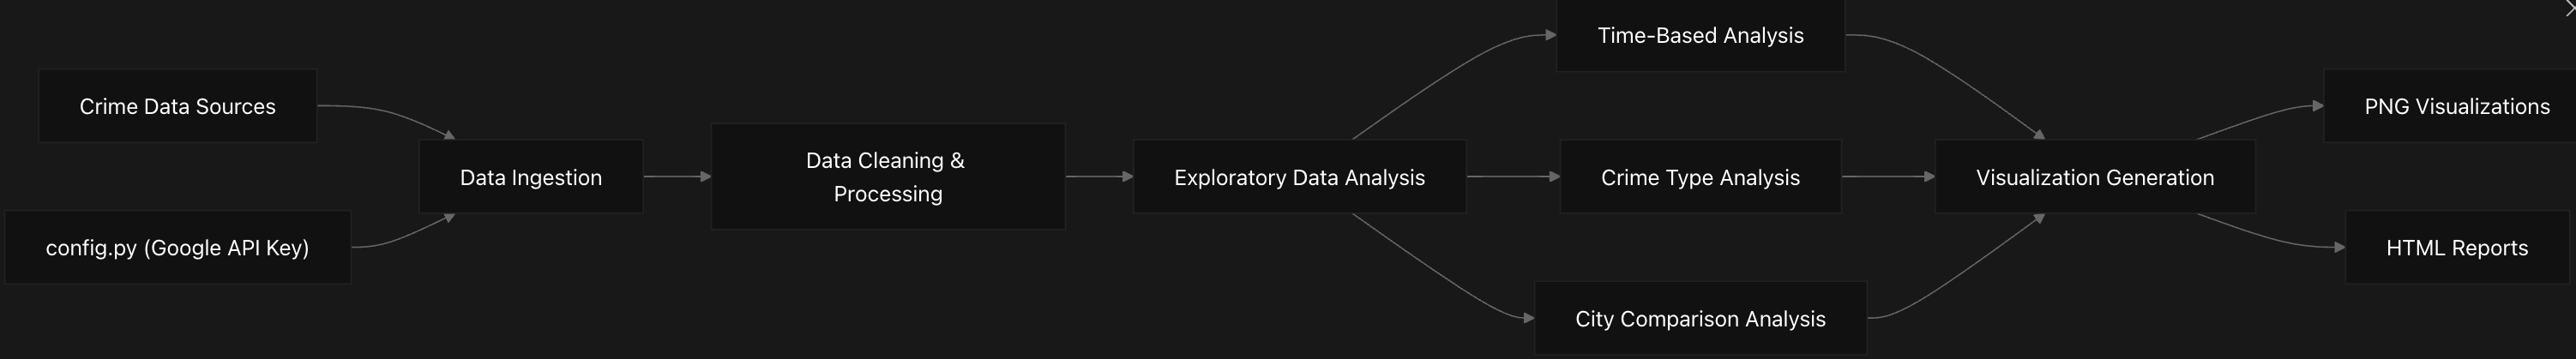 Crime Data Sources
config.py (Google API Key)
Data Ingestion
Data Cleaning &
Processing
Exploratory Data Analysis
Time-Based Analysis
Crime Type Analysis
City Comparison Analysis
Visualization Generation
PNG Visualizations
HTML Reports